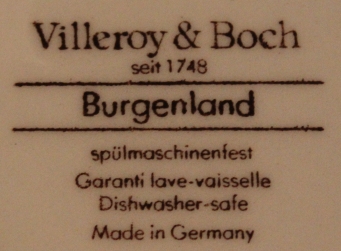 Villeroy & Boch
seit 1748
Burgenland
spülmaschinenfest
Garanti lave-vaisselle
Dishwasher-safe
Made in Germany